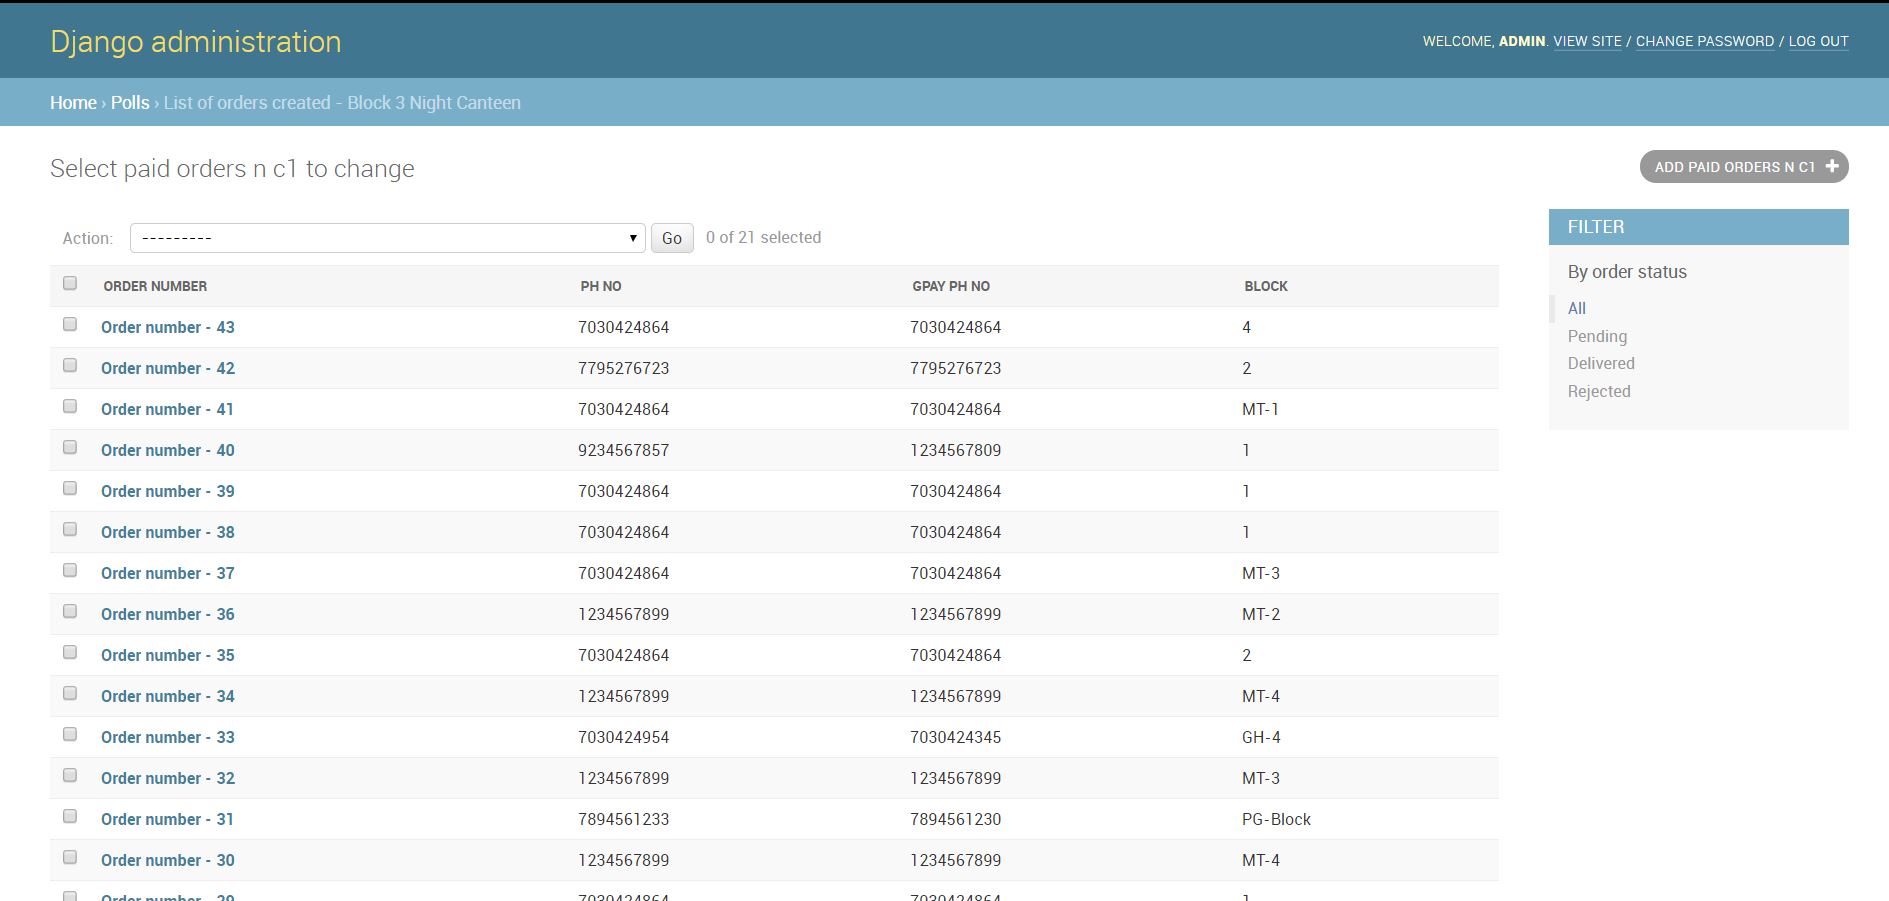 Django administration
WELCOME, ADMIN. VIEW SITE / CHANGE PASSWORD / LOG OUT
Home › Polls › List of orders created - Block 3 Night Canteen
Select paid orders n c1 to change
ADD PAID ORDERS N C1 +
Action: --------- Go 0 of 21 selected
ORDER NUMBER PH NO GPAY PH NO BLOCK
Order number - 43 7030424864 7030424864 4
Order number - 42 7795276723 7795276723 2
Order number - 41 7030424864 7030424864 MT-1
Order number - 40 9234567857 1234567809 1
Order number - 39 7030424864 7030424864 1
Order number - 38 7030424864 7030424864 1
Order number - 37 7030424864 7030424864 MT-3
Order number - 36 1234567899 1234567899 MT-2
Order number - 35 7030424864 7030424864 2
Order number - 34 1234567899 1234567899 MT-4
Order number - 33 7030424954 7030424345 GH-4
Order number - 32 1234567899 1234567899 MT-3
Order number - 31 7894561233 7894561230 PG-Block
Order number - 30 1234567899 1234567899 MT-4
Order number - 29 7030424864 7030424864 1
FILTER
By order status
All
Pending
Delivered
Rejected